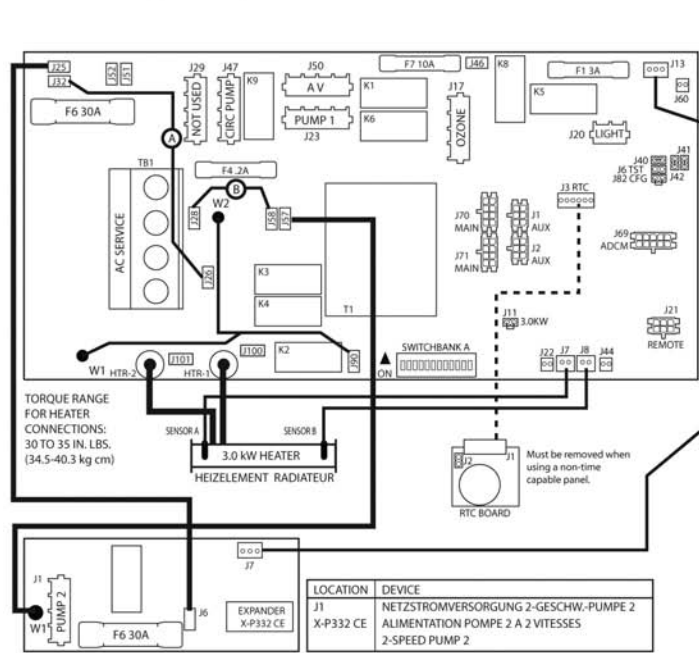 J25
J32
J52
J51
J29
NOT USED
J47
CIRC PUMP
K9
J50
A V
PUMP 1
J23
F7 10A
J46
K8
K1
K6
J17
OZONE
K5
F1 3A
J13
J60
J20
LIGHT
J40
J41
J6 TST
J82 CFG
J42
J3 RTC
F6 30A
A
TB1
AC SERVICE
F4 .2A
B
W2
J28
J58
J57
J26
K3
K4
T1
J70
MAIN
J1
AUX
J71
MAIN
J2
AUX
J69
ADCM
J11
3.0KW
J21
REMOTE
W1
HTR-2
J101
HTR-1
J100
K2
J90
ON
SWITCHBANK A
J22
J7
J8
J44
TORQUE RANGE
FOR HEATER
CONNECTIONS:
30 TO 35 IN. LBS.
(34.5-40.3 kg cm)
SENSOR A
SENSOR B
3.0 kW HEATER
HEIZELEMENT RADIATEUR
J2
J1
RTC BOARD
Must be removed when
using a non-time
capable panel.
J1
PUMP 2
W1
F6 30A
J6
J7
EXPANDER
X-P332 CE
LOCATION DEVICE
J1 NETZSTROMVERSORGUNG 2-GESCHW.-PUMPE 2
X-P332 CE ALIMENTATION POMPE 2 A 2 VITESSES
2-SPEED PUMP 2